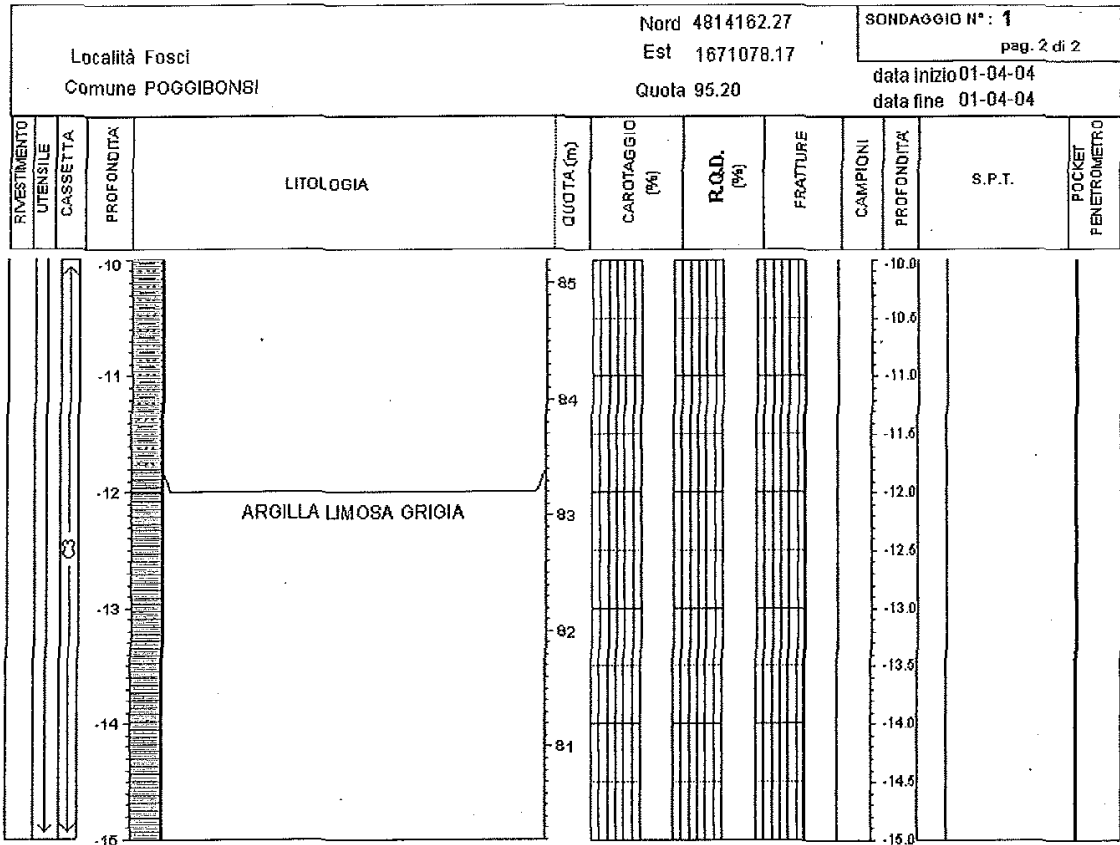 Nord 4814162.27
Est 1671078.17
Quota 95.20
Località Fosci
Comune POGGIBONSI
SONDAGGIO N° : 1
pag. 2 di 2
data inizio 01-04-04
data fine 01-04-04
RIVESTIMENTO
UTENSILE
CASSETTA
PROFONDITA'
LITOLOGIA
QUOTA (m)
CAROTAGGIO
(%)
R.Q.D.
(%)
FRATTURE
CAMPIONI
PROFONDITA'
S.P.T.
POCKET
PENETROMETRO
-10
-11
-12
-13
-14
-15
C3
ARGILLA LIMOSA GRIGIA
85
84
83
82
81
-10.0
-10.5
-11.0
-11.5
-12.0
-12.5
-13.0
-13.5
-14.0
-14.5
-15.0